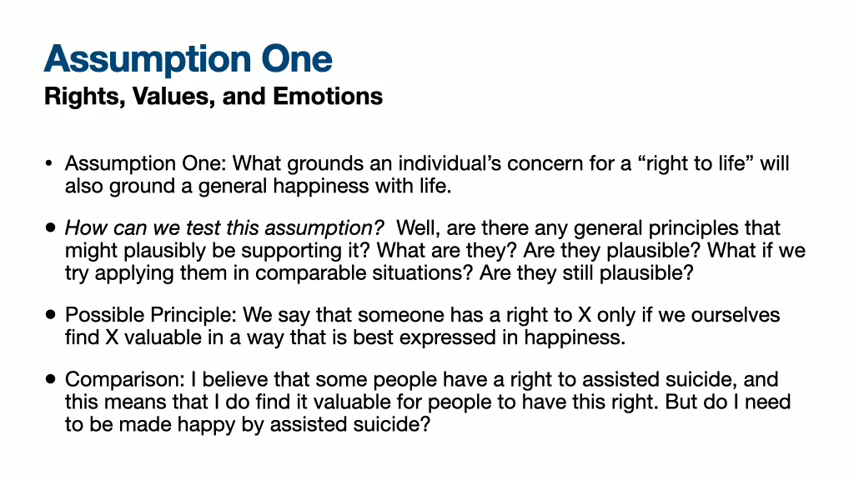 Assumption One
Rights, Values, and Emotions
• Assumption One: What grounds an individual's concern for a “right to life” will
also ground a general happiness with life.
• How can we test this assumption? Well, are there any general principles that
might plausibly be supporting it? What are they? Are they plausible? What if we
try applying them in comparable situations? Are they still plausible?
• Possible Principle: We say that someone has a right to X only if we ourselves
find X valuable in a way that is best expressed in happiness.
• Comparison: I believe that some people have a right to assisted suicide, and
this means that I do find it valuable for people to have this right. But do I need
to be made happy by assisted suicide?